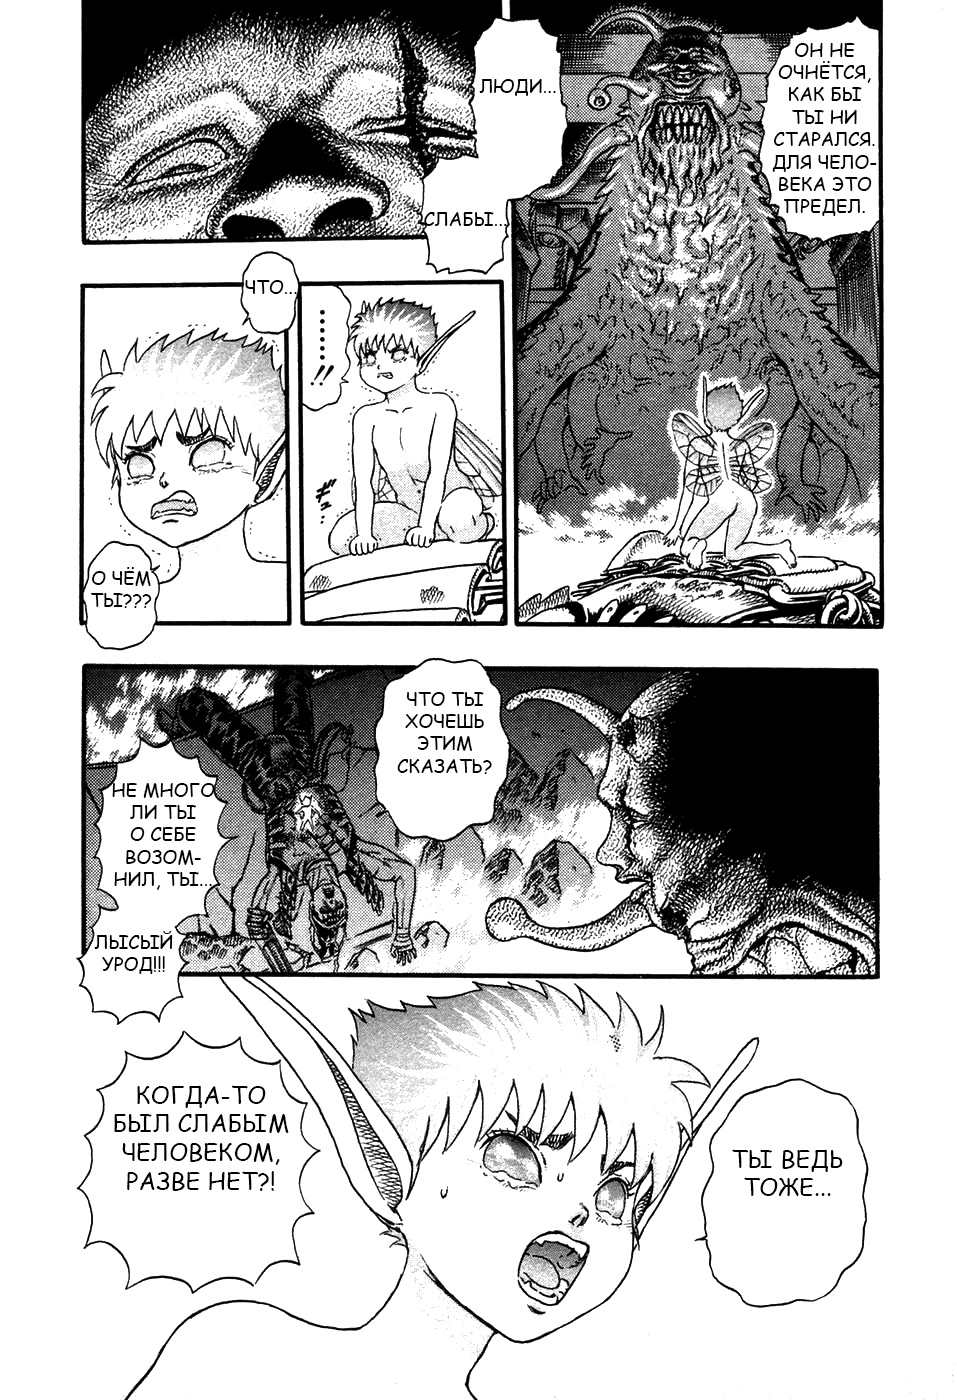 ОН НЕ
ОЧНЁТСЯ,
КАК БЫ
ТЫ НИ
СТАРАЛСЯ.
ДЛЯ ЧЕЛО-
ВЕКА ЭТО
ПРЕДЕЛ.
ЛЮДИ...
СЛАБЫ...
......!!
ギュ..
ЧТО...
О ЧЁМ
ТЫ???
ЧТО ТЫ
ХОЧЕШЬ
ЭТИМ
СКАЗАТЬ?
НЕ МНОГО
ЛИ ТЫ
О СЕБЕ
ВОЗОМ-
НИЛ, ТЫ...
ЛЫСЫЙ
УРОД!!!
ТЫ ВЕДЬ
ТОЖЕ...
КОГДА-ТО
БЫЛ СЛАБЫМ
ЧЕЛОВЕКОМ,
РАЗВЕ НЕТ?!